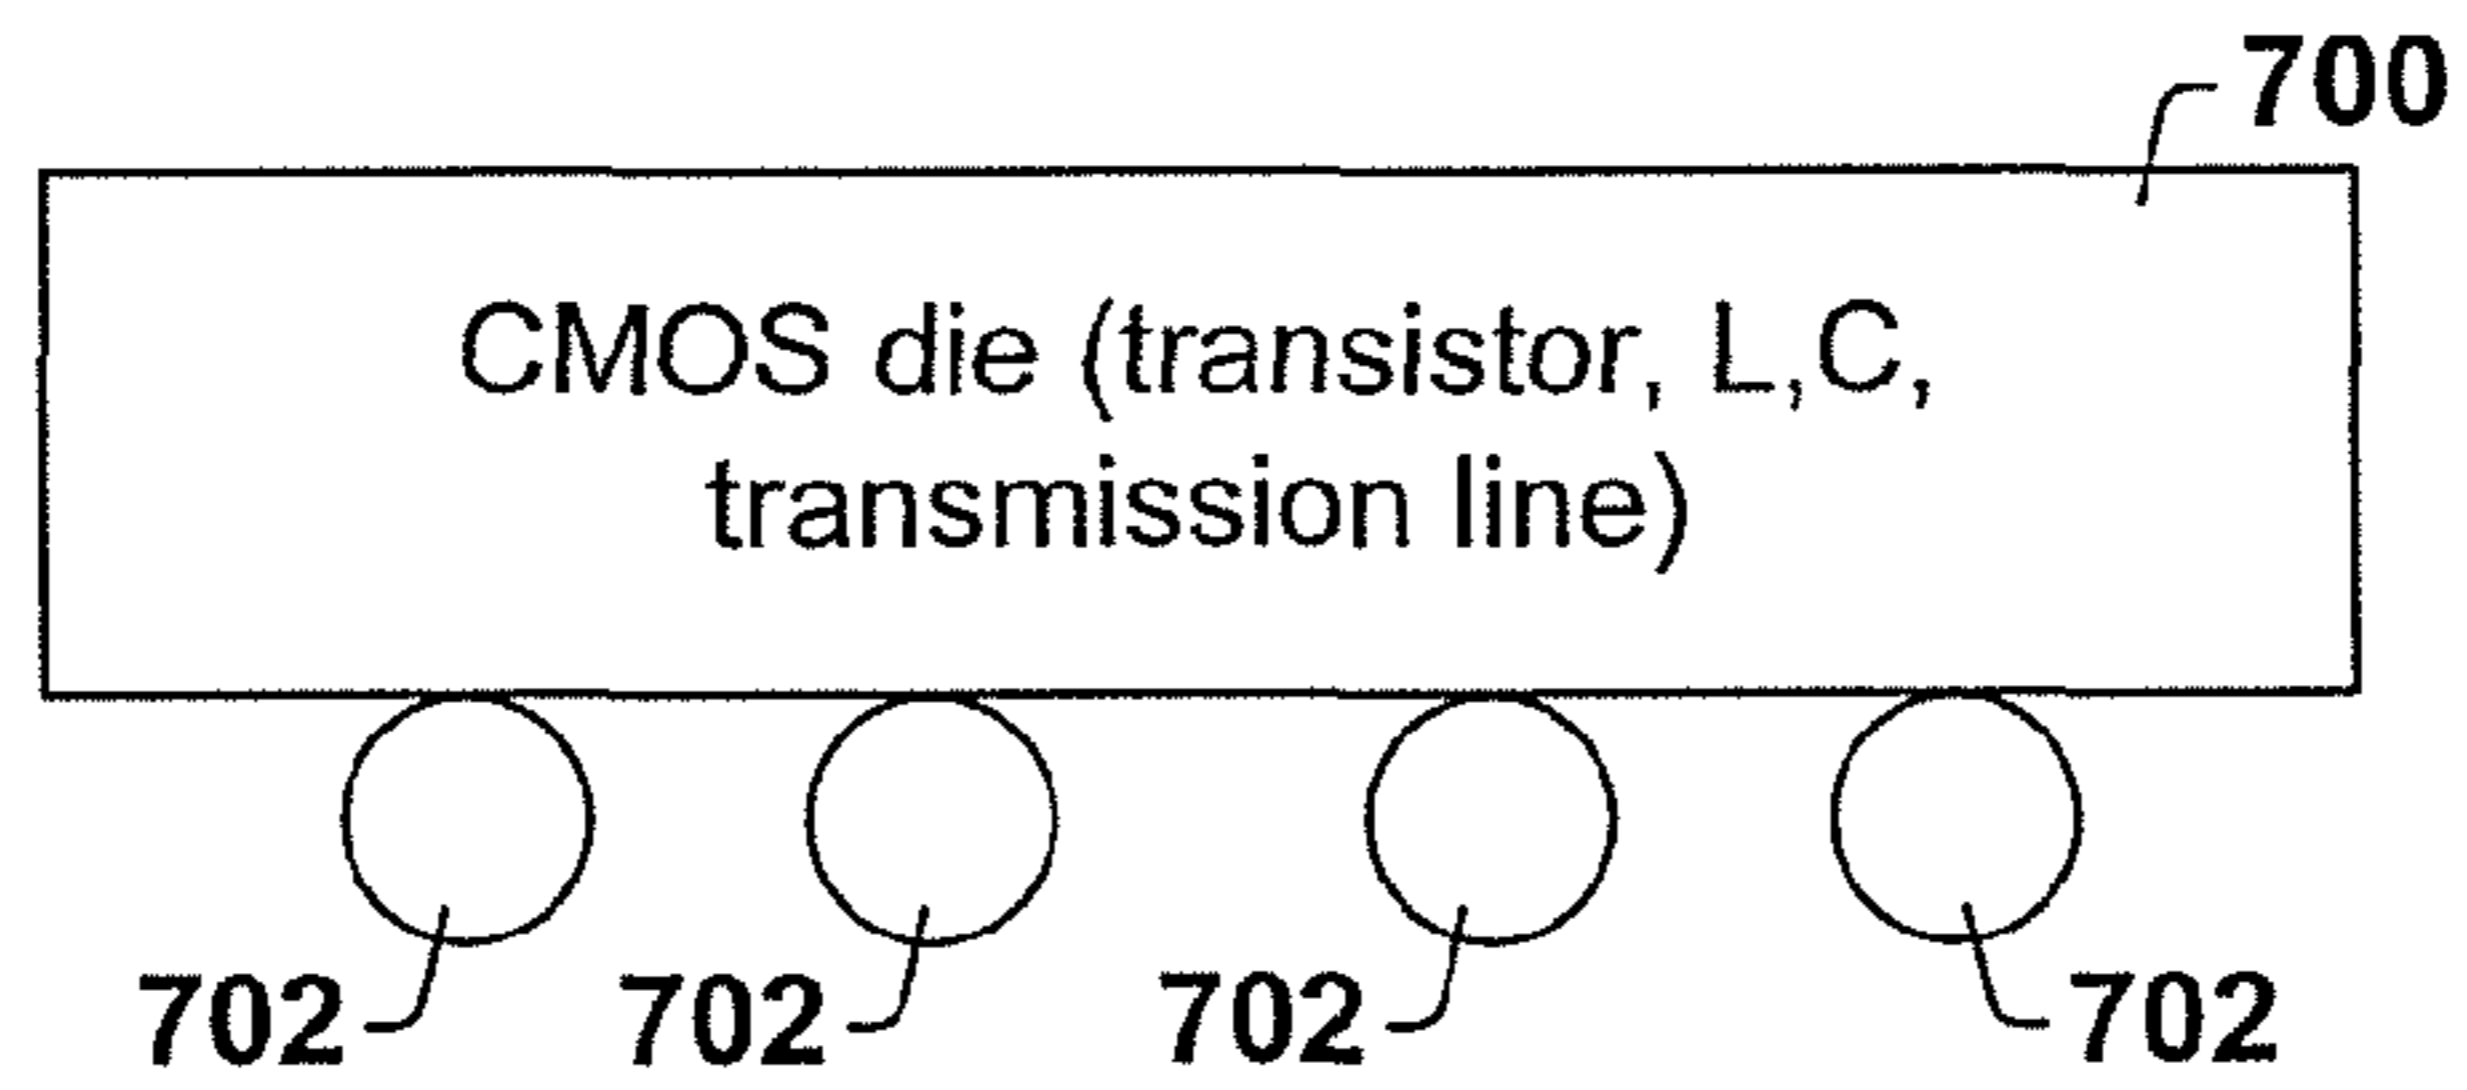 700
CMOS die (transistor, L,C,
transmission line)
702 702 702 702